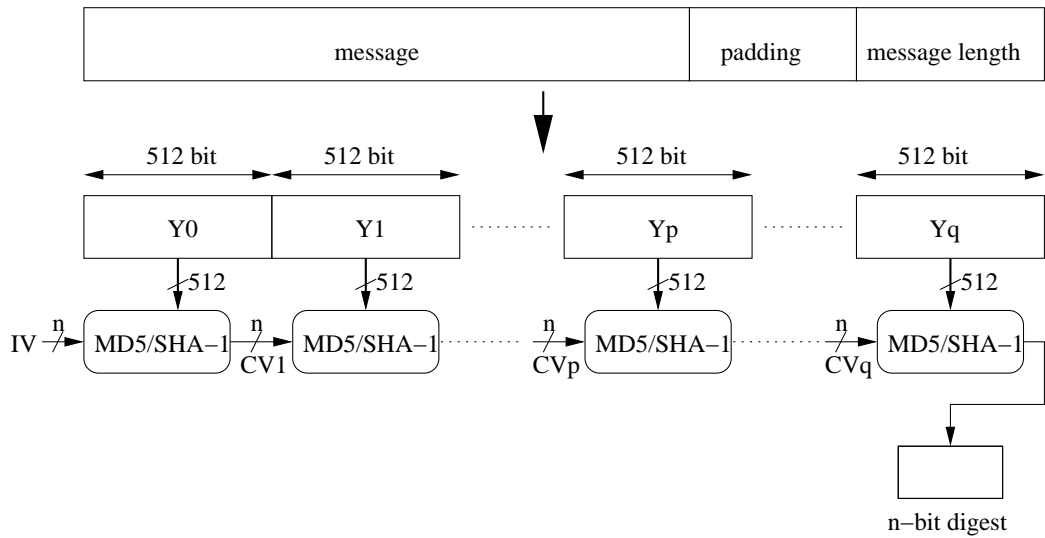 message padding message length
512 bit 512 bit 512 bit 512 bit
Y0 Y1 Yp Yq
512 512 512 512
IV n MD5/SHA−1 n CV1 MD5/SHA−1 n CVp MD5/SHA−1 n CVq MD5/SHA−1
n−bit digest